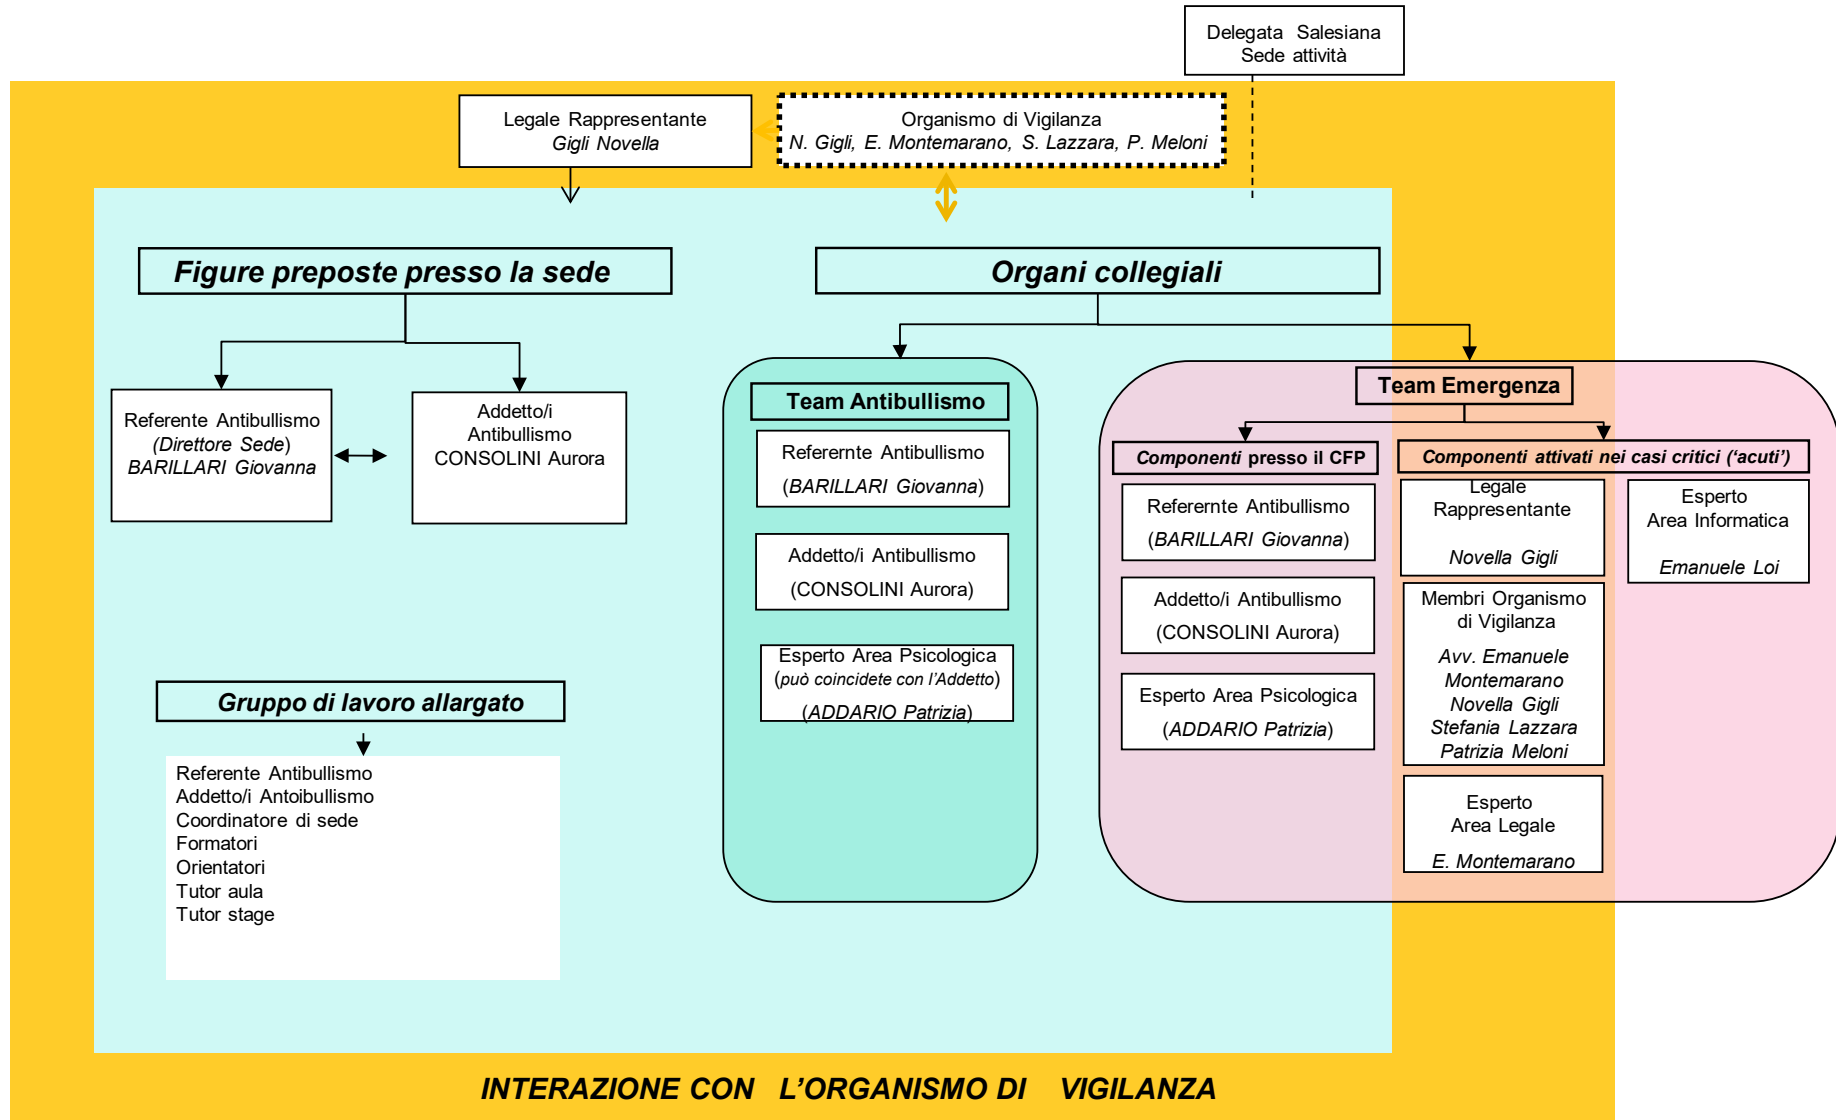 Delegata Salesiana
Sede attività
Legale Rappresentante
Gigli Novella
Organismo di Vigilanza
N. Gigli, E. Montemarano, S. Lazzara, P. Meloni
Figure preposte presso la sede
Organi collegiali
Referente Antibullismo
(Direttore Sede)
BARILLARI Giovanna
Addetto/i
Antibullismo
CONSOLINI Aurora
Team Antibullismo
Referernte Antibullismo
(BARILLARI Giovanna)
Addetto/i Antibullismo
(CONSOLINI Aurora)
Esperto Area Psicologica
(può coincidete con l'Addetto)
(ADDARIO Patrizia)
Team Emergenza
Componenti presso il CFP
Referernte Antibullismo
(BARILLARI Giovanna)
Addetto/i Antibullismo
(CONSOLINI Aurora)
Esperto Area Psicologica
(ADDARIO Patrizia)
Componenti attivati nei casi critici (‘acuti’)
Legale
Rappresentante
Novella Gigli
Membri Organismo
di Vigilanza
Avv. Emanuele
Montemarano
Novella Gigli
Stefania Lazzara
Patrizia Meloni
Esperto
Area Legale
E. Montemarano
Esperto
Area Informatica
Emanuele Loi
Gruppo di lavoro allargato
Referente Antibullismo
Addetto/i Antoibullismo
Coordinatore di sede
Formatori
Orientatori
Tutor aula
Tutor stage
INTERAZIONE CON L'ORGANISMO DI VIGILANZA